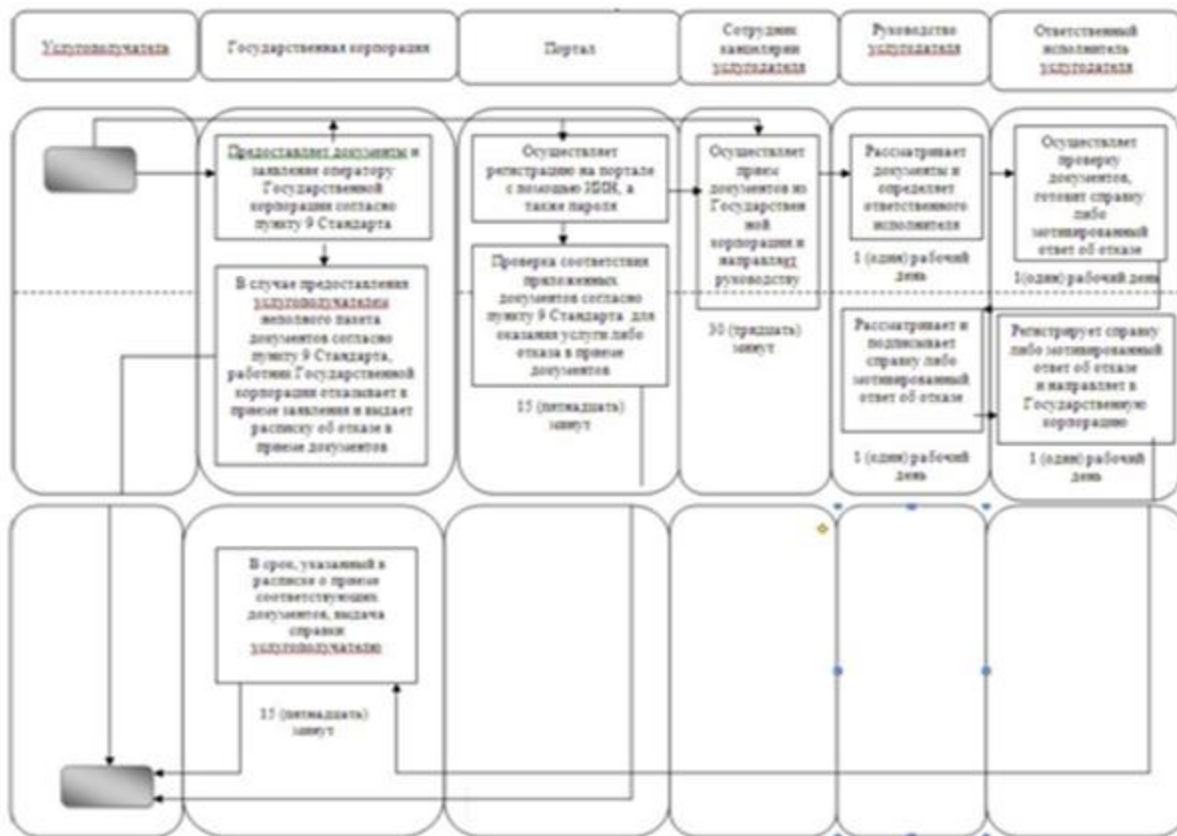 Услугополучатель
Государственная корпорация
Портал
Сотрудник
канцелярии
услугодателя
Руководство
услугодателя
Ответственный
исполнитель
услугодателя
Предоставляет документы и
заявление оператору
Государственной
корпорации согласно
пункту 9 Стандарта
Осуществляет
регистрацию на портале
с помощью ИИН, а
также пароля
Осуществляет
прием
документов из
Государствен
ной
корпорации и
направляет
руководству
Рассматривает
документы и
определяет
ответственного
исполнителя
Осуществляет
проверку
документов,
готовит справку
либо
мотивированный
ответ об отказе
1 (один) рабочий
день
1(один) рабочий день
В случае предоставления
услугополучателем
неполного пакета
документов согласно
пункту 9 Стандарта,
работник Государственной
корпорации отказывает в
приеме заявления и выдает
расписку об отказе в
приеме документов
Проверка соответствия
приложенных
документов согласно
пункту 9 Стандарта для
оказания услуги либо
отказа в приеме
документов
15 (пятнадцать)
минут
30 (тридцать)
минут
Рассматривает и
подписывает
справку либо
мотивированный
ответ об отказе
Регистрирует справку
либо мотивированный
ответ об отказе
и направляет в
Государственную
корпорацию
1 (один) рабочий
день
1 (один) рабочий
день
В срок, указанный в
расписке о приеме
соответствующих
документов, выдача
справки
услугополучателю
15 (пятнадцать)
минут